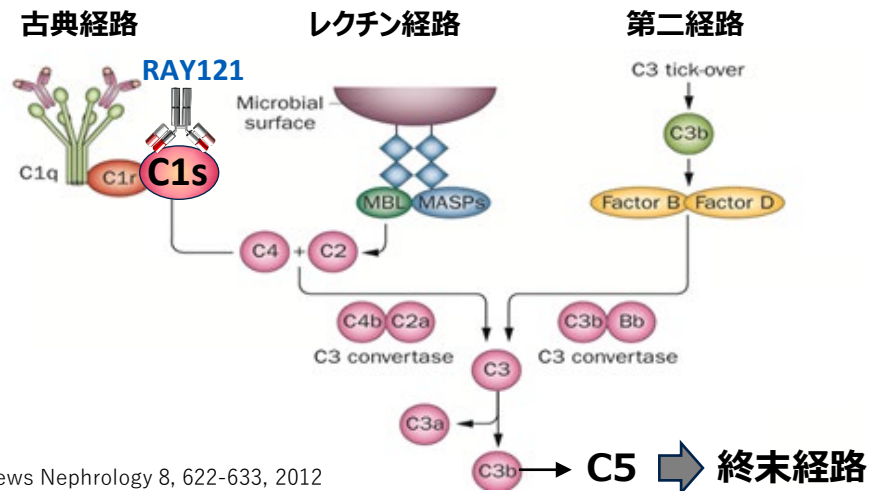 古典経路
レクチン経路
第二経路
RAY121
Microbial
surface
C3 tick-over
C3b
C1q
C1r
C1s
MBL
MASPs
Factor B
Factor D
C4
+
C2
C4b
C2a
C3 convertase
C3b
Bb
C3 convertase
C3
C3a
C3b
C5
終末経路
ews Nephrology 8, 622-633, 2012